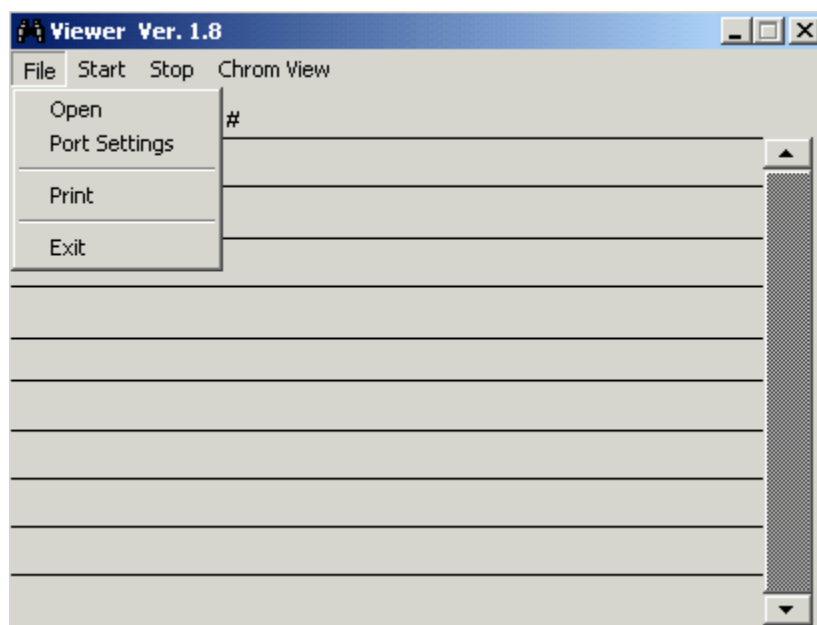 Viewer Ver. 1.8
File Start Stop Chrom View
Open
#
Port Settings
Print
Exit